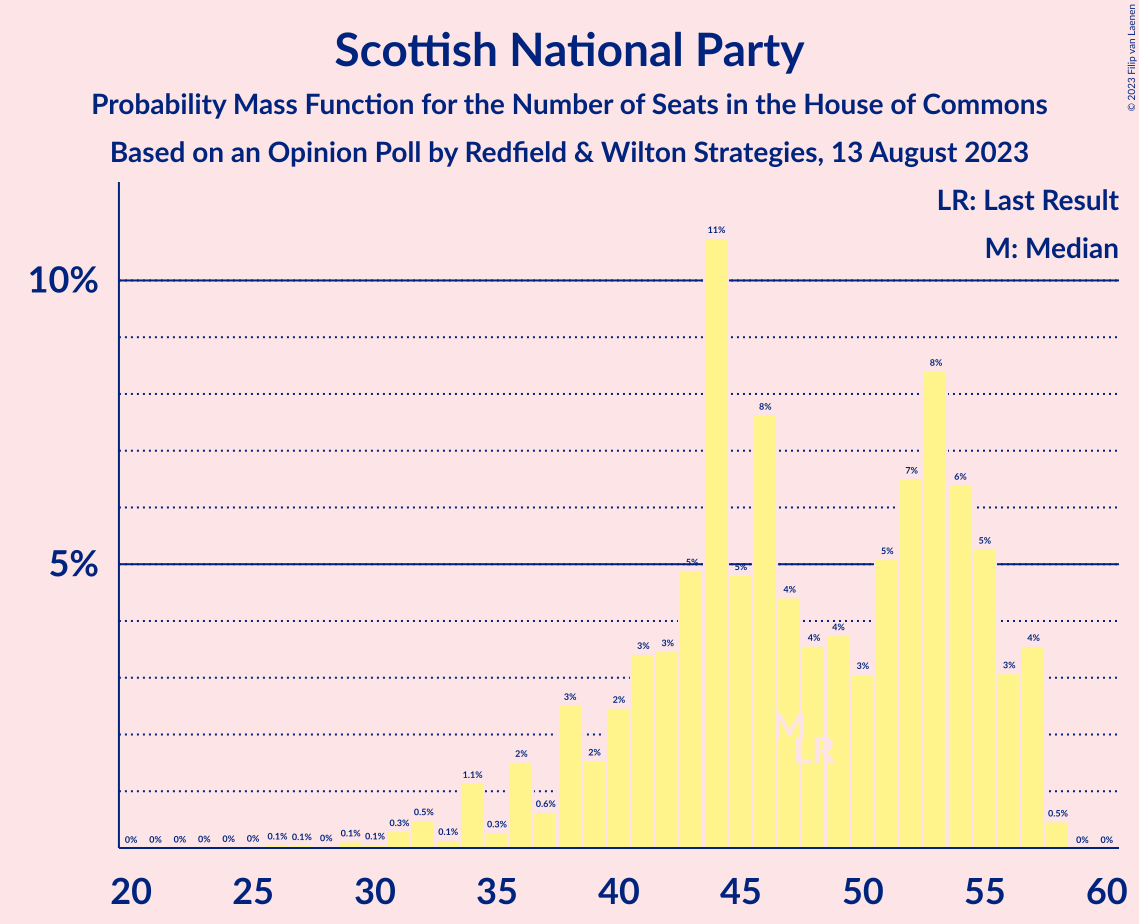 © 2023 Filip van Laenen
Scottish National Party
Probability Mass Function for the Number of Seats in the House of Commons
Based on an Opinion Poll by Redfield & Wilton Strategies, 13 August 2023
LR: Last Result
M: Median
10%
5%
0% 0% 0% 0% 0% 0% 0.1% 0.1% 0% 0.1% 0.1% 0.3% 0.5% 0.1% 1.1% 0.3% 2% 0.6% 3% 2% 2% 3% 3% 5% 11% 5% 8% 4% 4% 4% 3% 5% 7% 8% 6% 5% 3% 4% 0.5% 0% 0%
M
LR
20 25 30 35 40 45 50 55 60